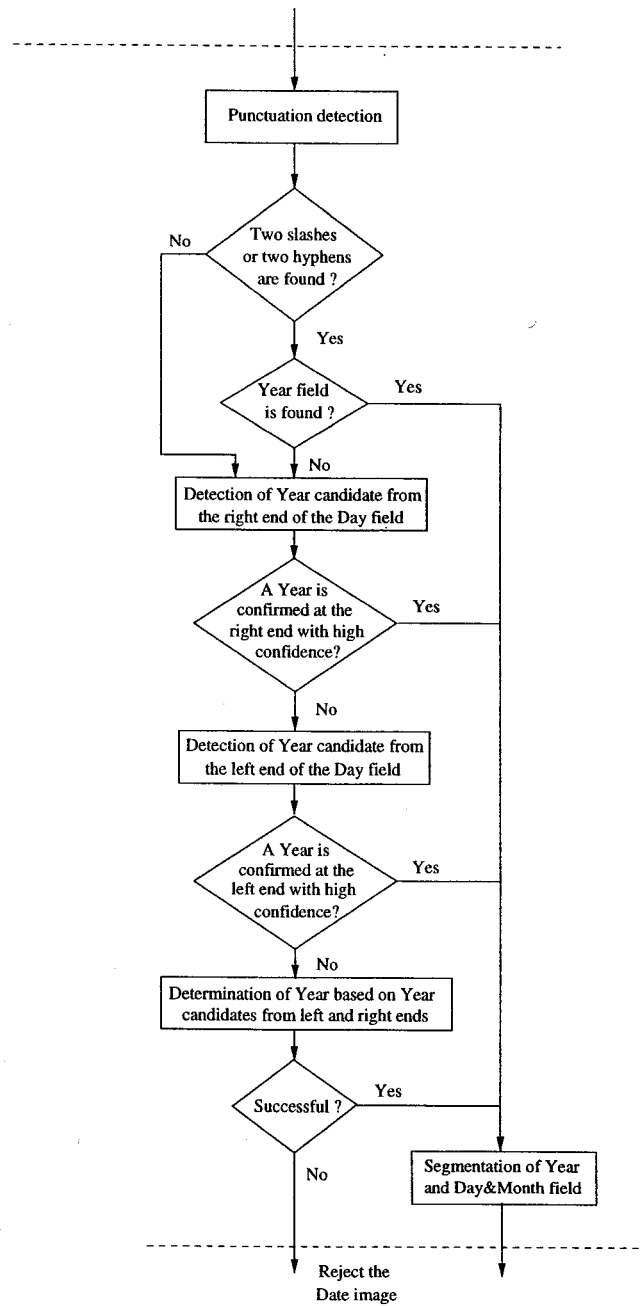 Punctuation detection
Two slashes
or two hyphens
are found ?
No
Yes
Year field
is found ?
Yes
No
Detection of Year candidate from
the right end of the Day field
A Year is
confirmed at the
right end with high
confidence?
Yes
No
Detection of Year candidate from
the left end of the Day field
A Year is
confirmed at the
left end with high
confidence?
Yes
No
Determination of Year based on Year
candidates from left and right ends
Successful ?
Yes
No
Segmentation of Year
and Day&Month field
Reject the
Date image